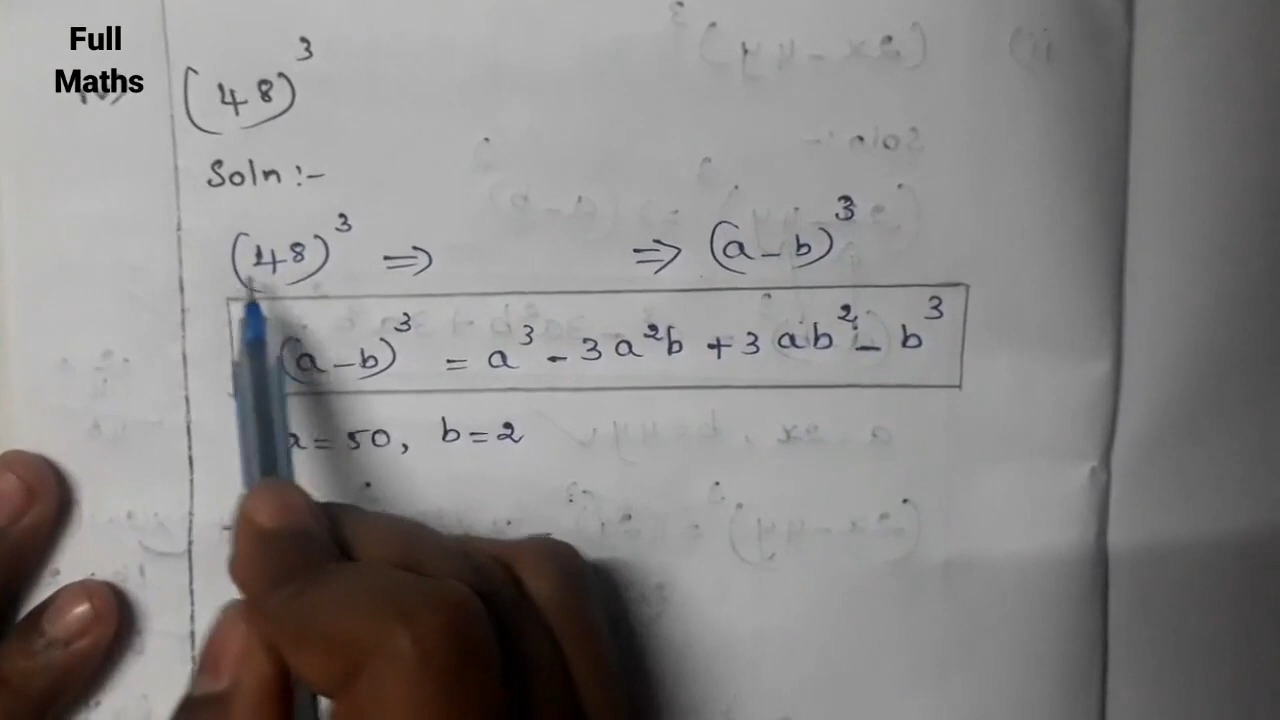 Full
Maths
(48)³
Soln :-
(48)³ ⇒ ⇒ (a-b)³
(a-b)³ = a³ - 3a²b + 3ab² - b³
a=50, b=2